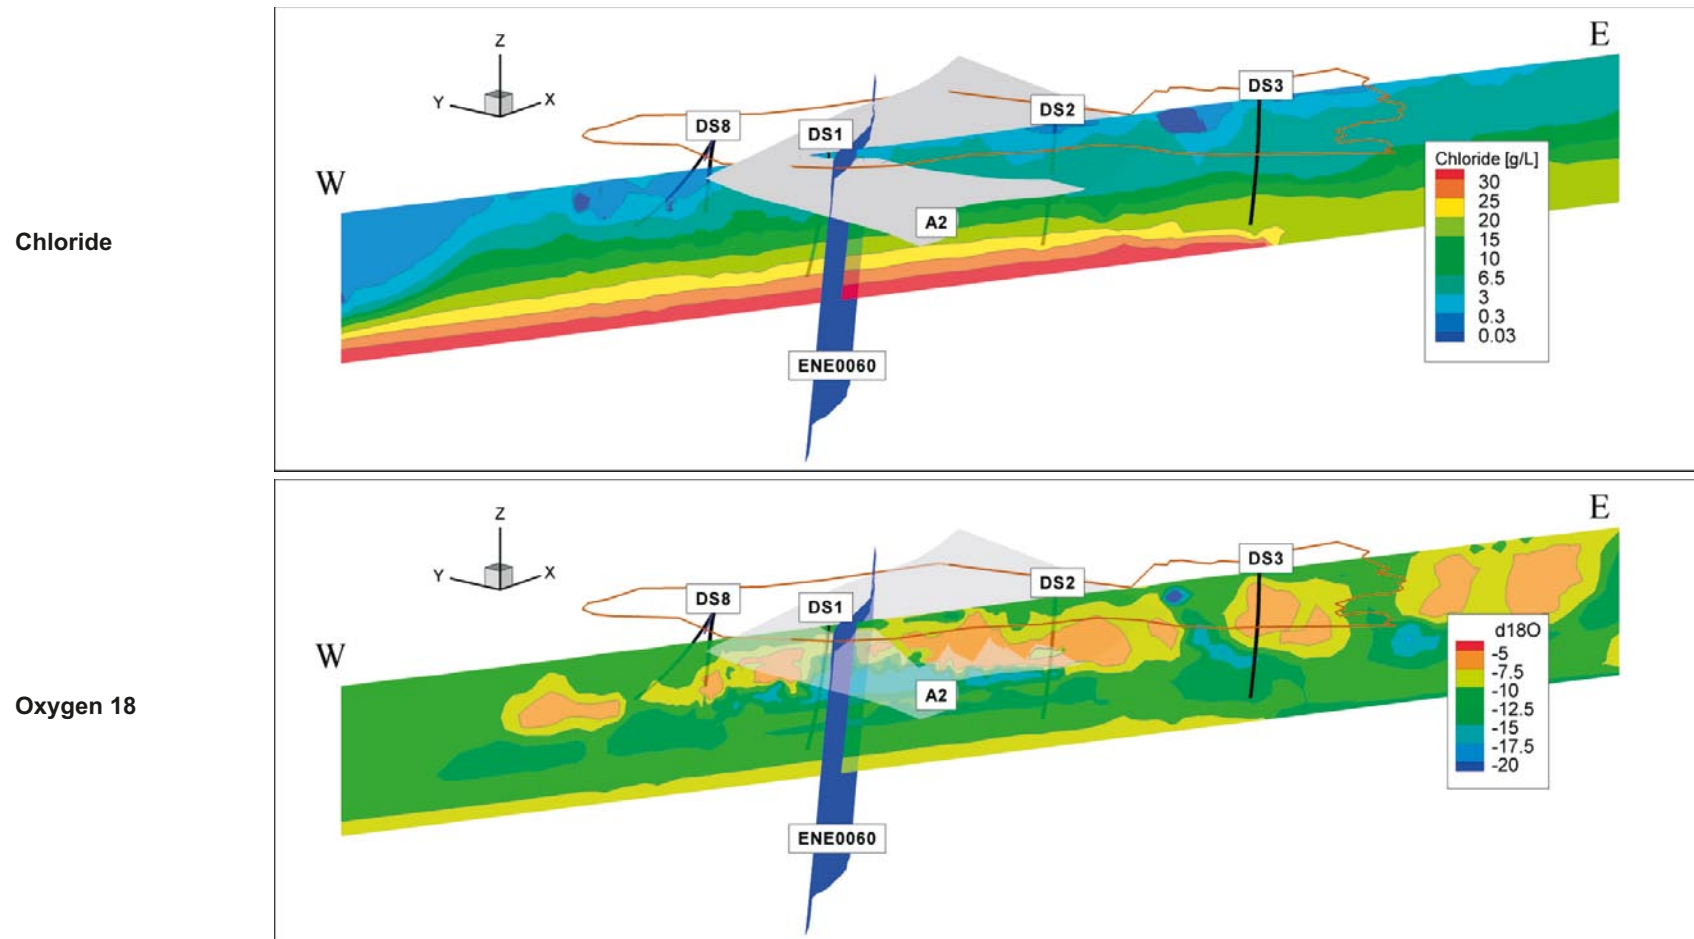 Chloride
Z
Y
X
W
E
DS8
DS1
DS2
DS3
A2
ENE0060
Chloride [g/L]
30
25
20
15
10
6.5
3
0.3
0.03
Oxygen 18
Z
Y
X
W
E
DS8
DS1
DS2
DS3
A2
ENE0060
d18O
-5
-7.5
-10
-12.5
-15
-17.5
-20